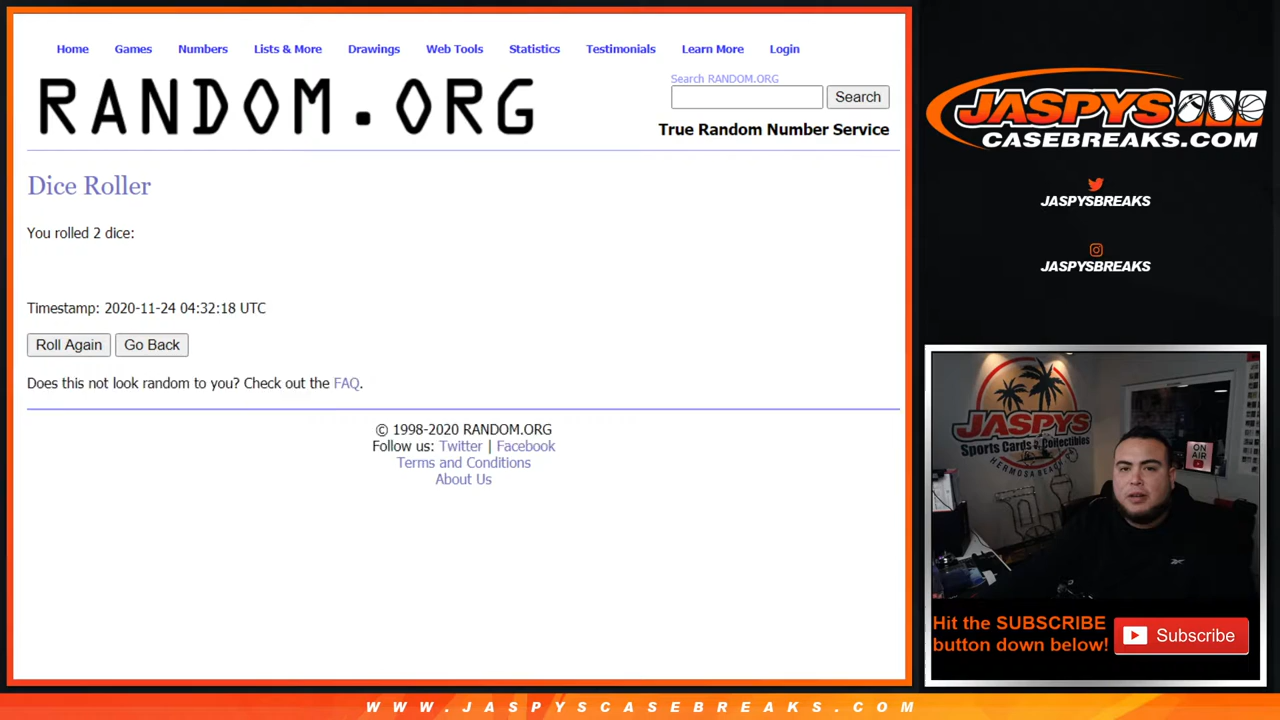 Home Games Numbers Lists & More Drawings Web Tools Statistics Testimonials Learn More Login
RANDOM.ORG
Search RANDOM.ORG
Search
True Random Number Service
Dice Roller
You rolled 2 dice:
Timestamp: 2020-11-24 04:32:18 UTC
Roll Again Go Back
Does this not look random to you? Check out the FAQ.
© 1998-2020 RANDOM.ORG
Follow us: Twitter | Facebook
Terms and Conditions
About Us
JASPYS
CASEBREAKS.COM
JASPYSBREAKS
JASPYSBREAKS
JASPYS
Sports Cards & Collectibles
HERMOSA BEACH
ON AIR
Hit the SUBSCRIBE
button down below!
Subscribe
WWW.JASPYSCASEBREAKS.COM